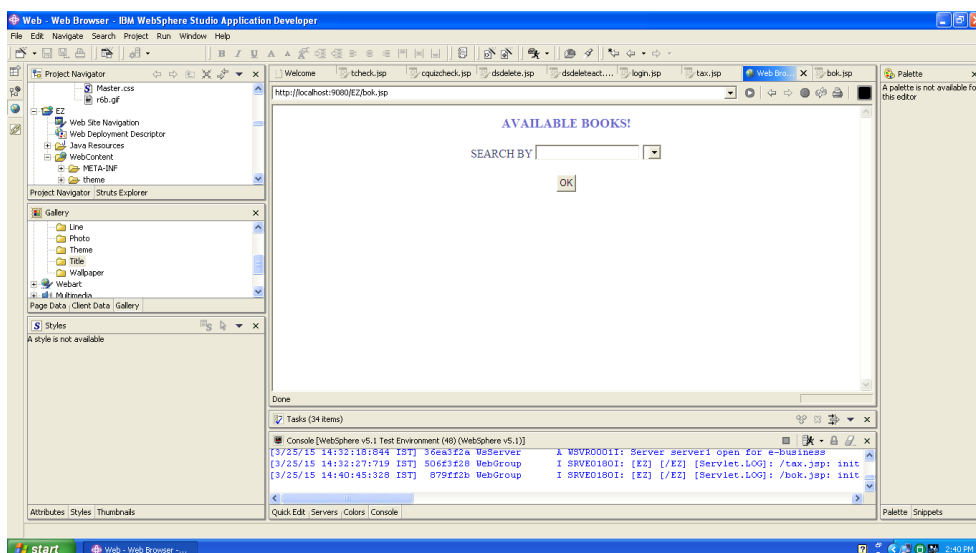 Web - Web Browser - IBM WebSphere Studio Application Developer
File Edit Navigate Search Project Run Window Help
B I U A A
Project Navigator
Master.css
r6b.gif
EZ
Web Site Navigation
Web Deployment Descriptor
Java Resources
WebContent
META-INF
theme
Project Navigator Struts Explorer
Gallery
Line
Photo
Theme
Title
Wallpaper
Webart
Multimedia
Page Data Client Data Gallery
S Styles
A style is not available
Attributes Styles Thumbnails
Welcome tcheck.jsp cquizcheck.jsp dsdelete.jsp dsdeleteact.... login.jsp tax.jsp Web Bro... bok.jsp
http://localhost:9080/EZ/bok.jsp
AVAILABLE BOOKS!
SEARCH BY
OK
Done
Tasks (34 items)
Console [WebSphere v5.1 Test Environment (48) (WebSphere v5.1)]
[3/25/15 14:32:18:844 IST] 36ea3f2a WsServer A WSVR0001I: Server server1 open for e-business
[3/25/15 14:32:27:719 IST] 506f3f28 WebGroup I SRVE0180I: [EZ] [/EZ] [Servlet.LOG]: /tax.jsp: init
[3/25/15 14:40:45:328 IST] 879ff2b WebGroup I SRVE0180I: [EZ] [/EZ] [Servlet.LOG]: /bok.jsp: init
Quick Edit Servers Colors Console
Palette
A palette is not available fo
this editor
Palette Snippets
start Web - Web Browser -... 2:40 PM